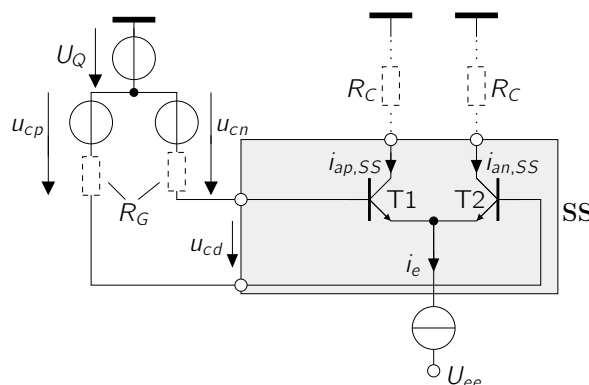 U_Q
R_C R_C
u_cp u_cn
i_ap,SS i_an,SS
T1 T2
R_G
SS
u_cd
i_e
U_ee